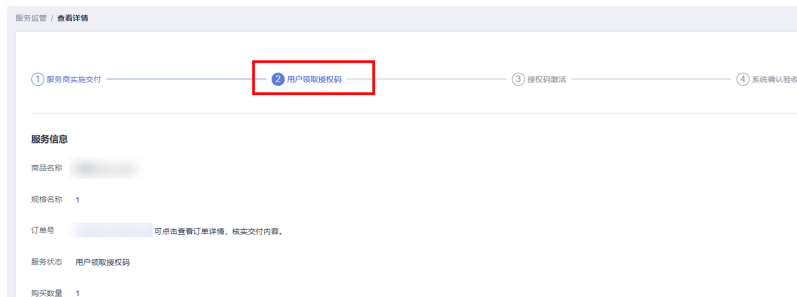 服务监管 / 查看详情
1 服务商实施交付 2 用户领取授权码 3 授权码激活 4 系统确认验收
服务信息
商品名称
规格名称 1
订单号 可点击查看订单详情，核实交付内容。
服务状态 用户领取授权码
购买数量 1